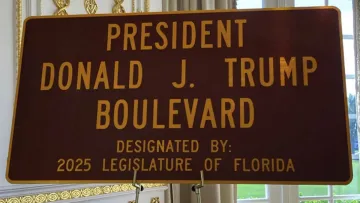 PRESIDENT
DONALD J. TRUMP
BOULEVARD
DESIGNATED BY:
2025 LEGISLATURE OF FLORIDA